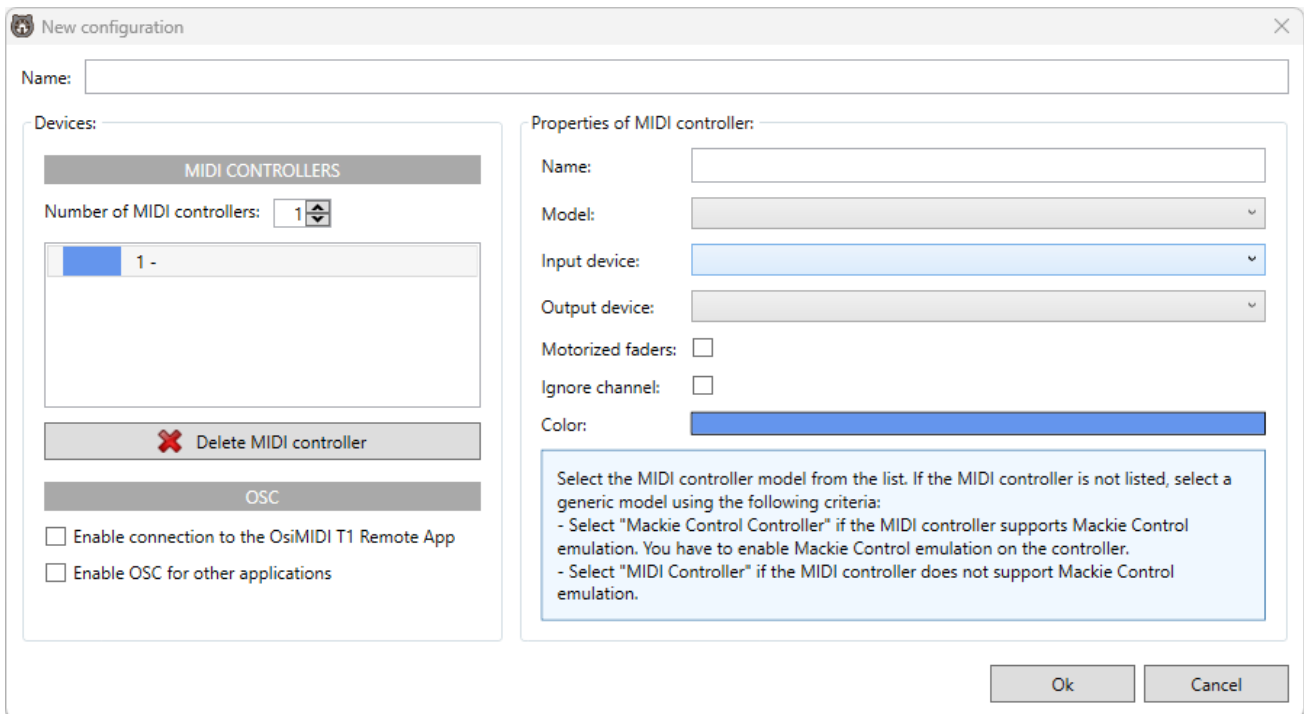 New configuration
Name:
Devices:
MIDI CONTROLLERS
Number of MIDI controllers: 1
1 -
Delete MIDI controller
OSC
Enable connection to the OsiMIDI T1 Remote App
Enable OSC for other applications
Properties of MIDI controller:
Name:
Model:
Input device:
Output device:
Motorized faders:
Ignore channel:
Color:
Select the MIDI controller model from the list. If the MIDI controller is not listed, select a
generic model using the following criteria:
- Select "Mackie Control Controller" if the MIDI controller supports Mackie Control
emulation. You have to enable Mackie Control emulation on the controller.
- Select "MIDI Controller" if the MIDI controller does not support Mackie Control
emulation.
Ok
Cancel